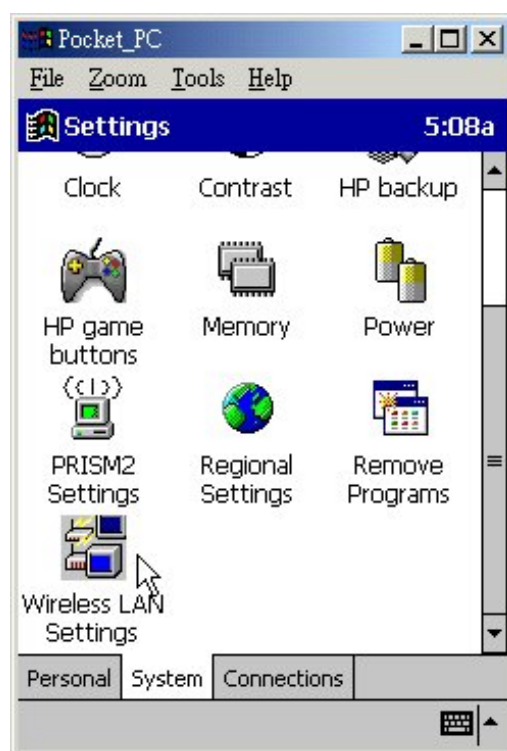 Pocket_PC
File Zoom Tools Help
Settings 5:08a
Clock Contrast HP backup
HP game buttons Memory Power
PRISM2 Settings Regional Settings Remove Programs
Wireless LAN Settings
Personal System Connections